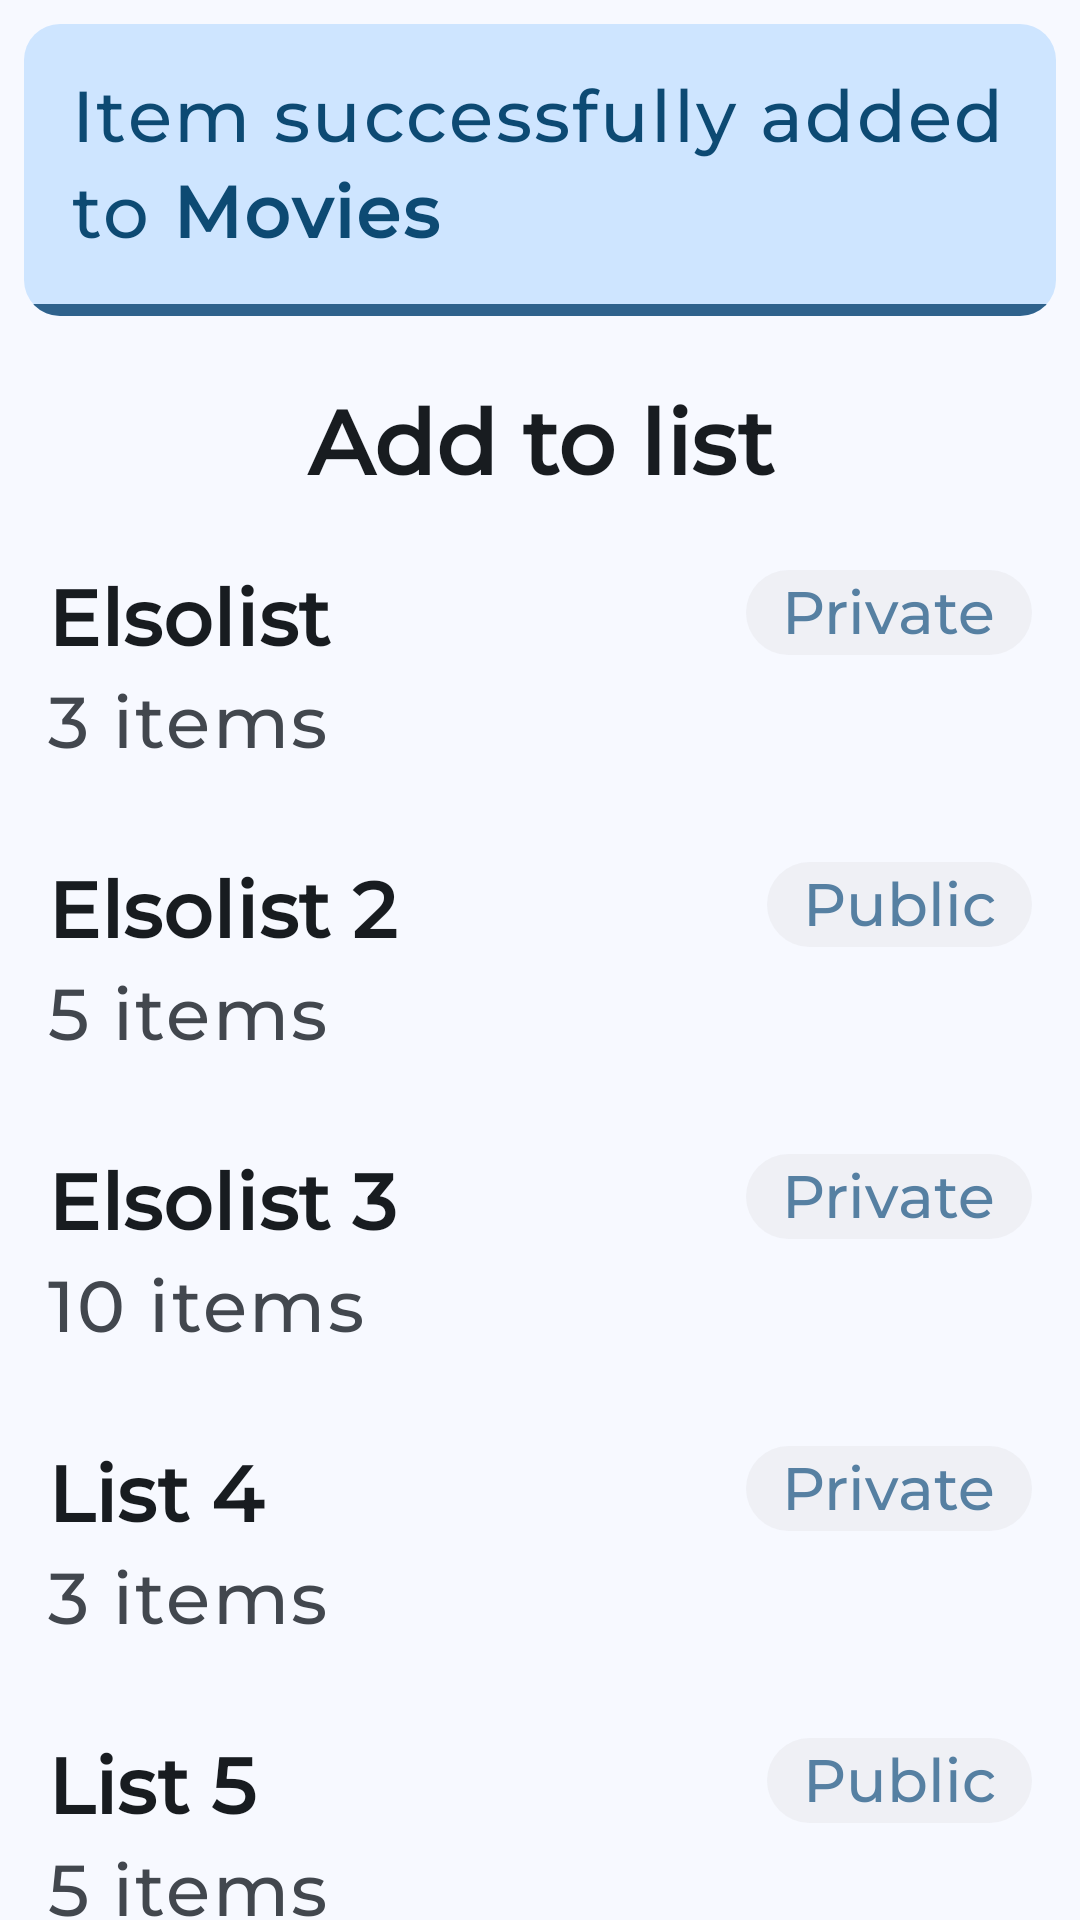 Item successfully added
to Movies
Add to list
Elsolist
Private
3 items
Elsolist 2
Public
5 items
Elsolist 3
Private
10 items
List 4
Private
3 items
List 5
Public
5 items